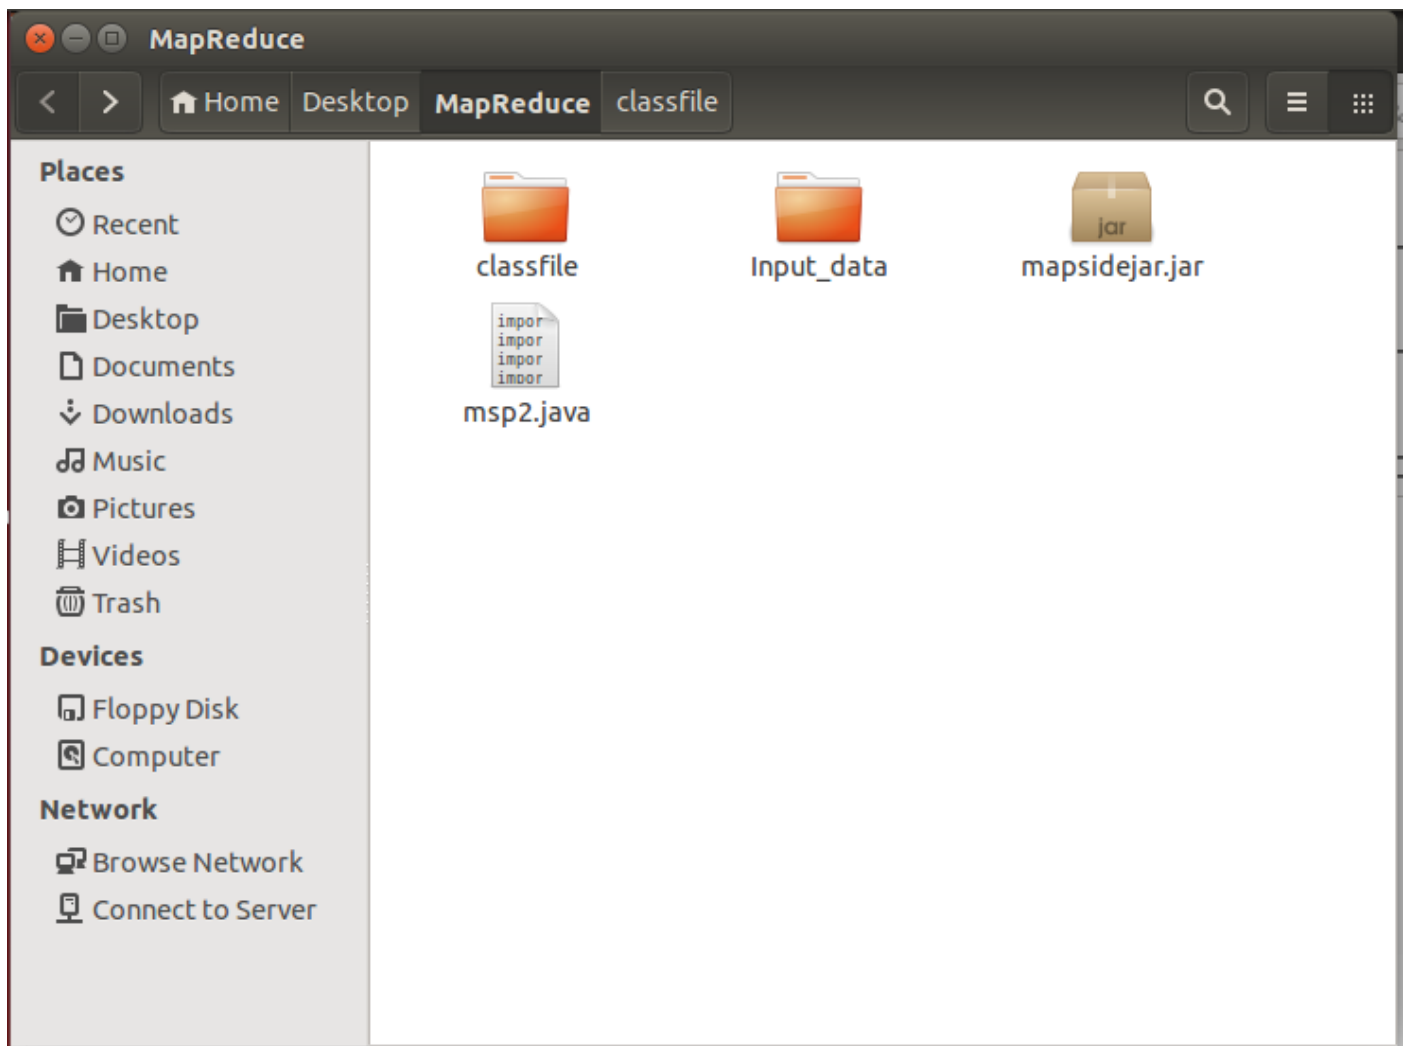 MapReduce
Home Desktop MapReduce classfile
Places
Recent
Home
Desktop
Documents
Downloads
Music
Pictures
Videos
Trash
Devices
Floppy Disk
Computer
Network
Browse Network
Connect to Server
classfile
Input_data
jar
mapsidejar.jar
impor
impor
impor
impor
msp2.java